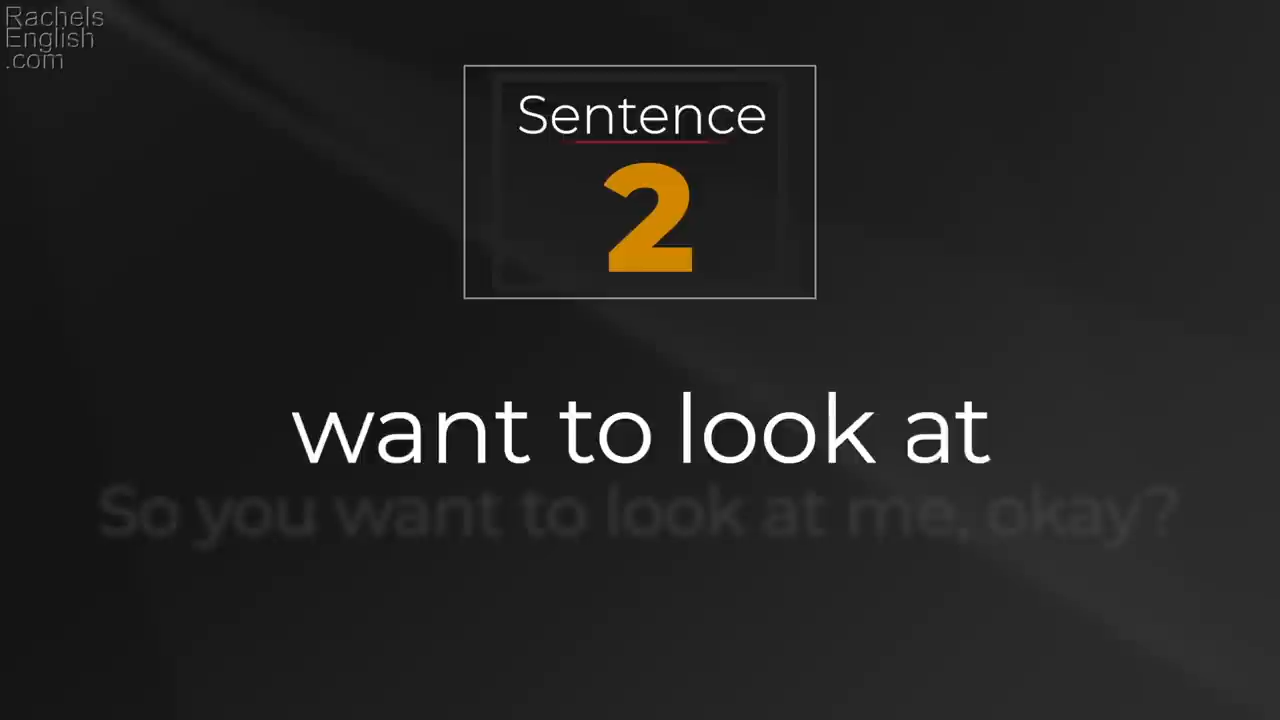 Rachels
English
.com
Sentence
2
want to look at
So you want to look at me, okay?